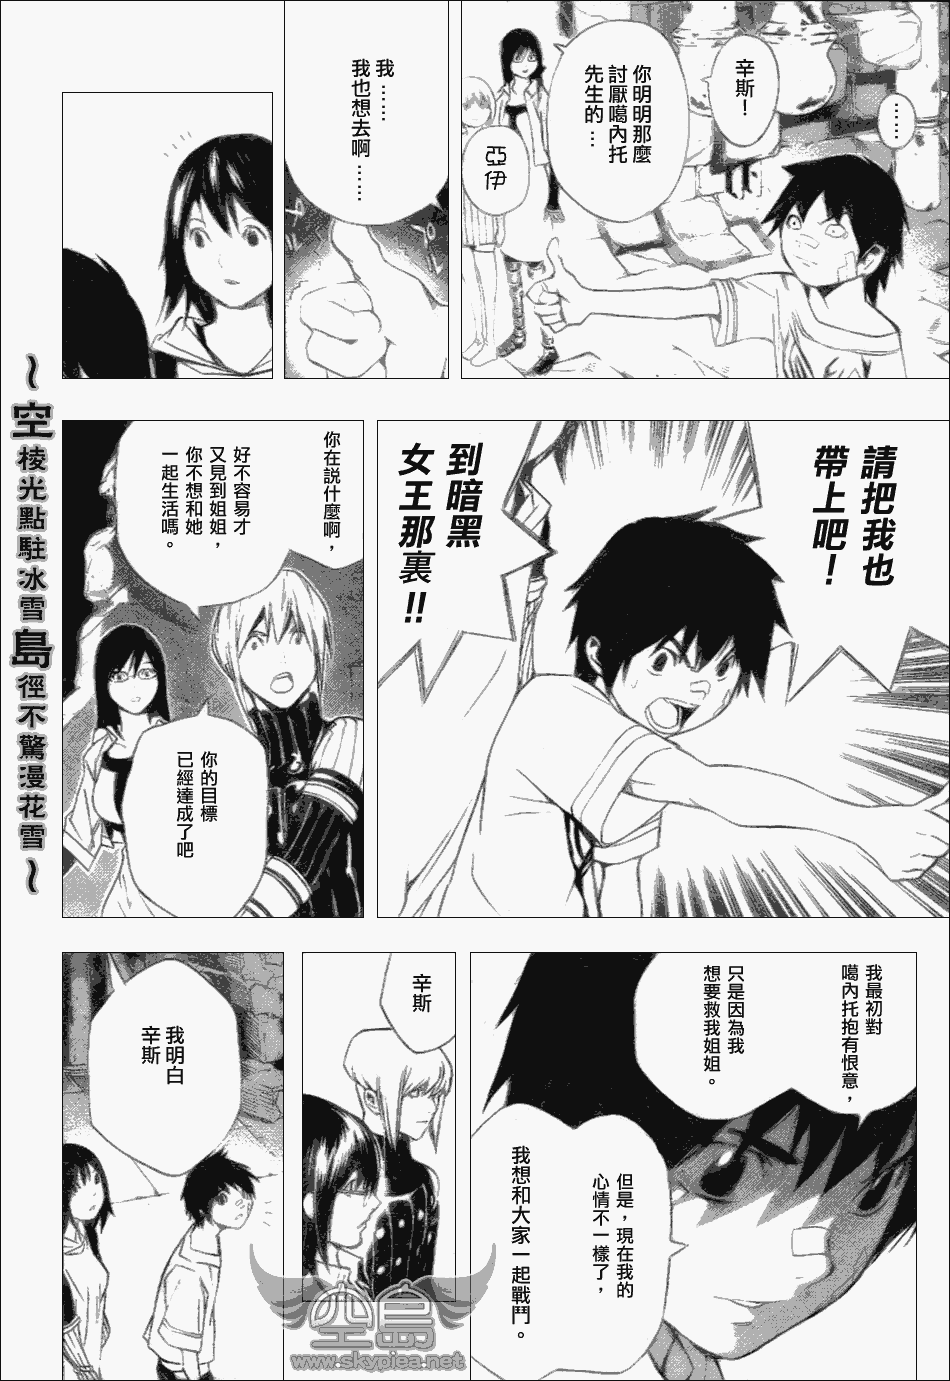 ……
辛斯！
你明明那麼
討厭噶內托
先生的…
亞伊
我……
我也想去啊……
請把我也
帶上吧！
到暗黑
女王那裏!!
你在説什麼啊，
好不容易才
又見到姐姐，
你不想和她
一起生活嗎。
你的目標
已經達成了吧
我最初對
噶內托抱有恨意，
只是因為我
想要救我姐姐。
但是，現在我的
心情不一樣了，
我想和大家一起戰鬥。
辛斯
我明白
辛斯
～空棱光點駐冰雪島徑不驚漫花雪～
空島
www.skypiea.net